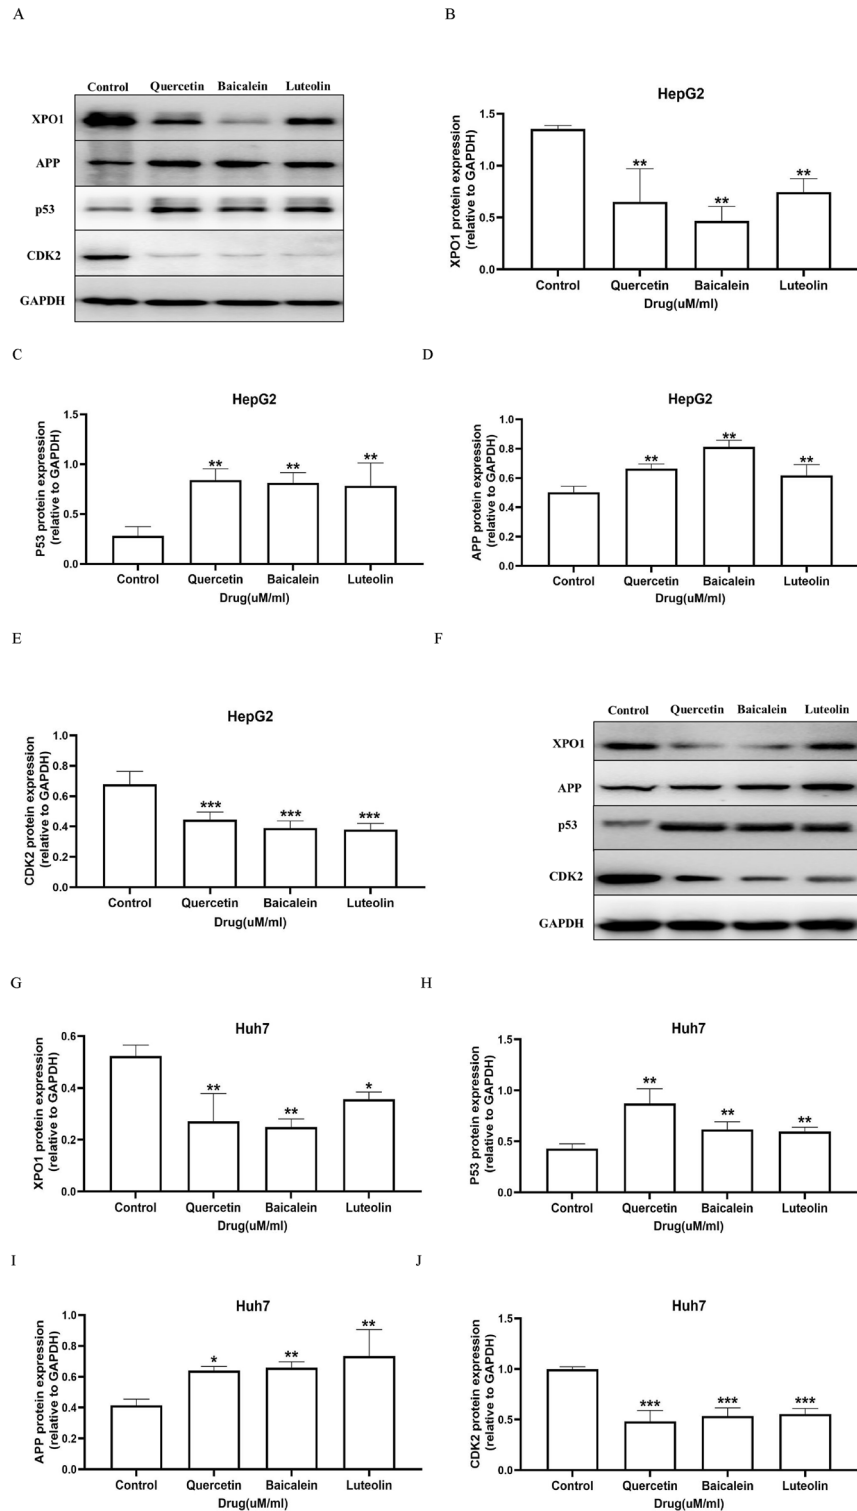 A
Control Quercetin Baicalein Luteolin
XPO1
APP
p53
CDK2
GAPDH
B
HepG2
XPO1 protein expression
(relative to GAPDH)
1.5
1.0
0.5
0.0
** ** **
Control Quercetin Baicalein Luteolin
Drug(uM/ml)
C
HepG2
P53 protein expression
(relative to GAPDH)
1.5
1.0
0.5
0.0
** ** **
Control Quercetin Baicalein Luteolin
Drug(uM/ml)
D
HepG2
APP protein expression
(relative to GAPDH)
1.0
0.8
0.6
0.4
0.2
0.0
** ** **
Control Quercetin Baicalein Luteolin
Drug(uM/ml)
E
HepG2
CDK2 protein expression
(relative to GAPDH)
1.0
0.8
0.6
0.4
0.2
0.0
*** *** ***
Control Quercetin Baicalein Luteolin
Drug(uM/ml)
F
Control Quercetin Baicalein Luteolin
XPO1
APP
p53
CDK2
GAPDH
G
Huh7
XPO1 protein expression
(relative to GAPDH)
0.6
0.4
0.2
0.0
** ** *
Control Quercetin Baicalein Luteolin
Drug(uM/ml)
H
Huh7
P53 protein expression
(relative to GAPDH)
1.5
1.0
0.5
0.0
** ** **
Control Quercetin Baicalein Luteolin
Drug(uM/ml)
I
Huh7
APP protein expression
(relative to GAPDH)
1.0
0.8
0.6
0.4
0.2
0.0
* ** **
Control Quercetin Baicalein Luteolin
Drug(uM/ml)
J
Huh7
CDK2 protein expression
(relative to GAPDH)
1.5
1.0
0.5
0.0
*** *** ***
Control Quercetin Baicalein Luteolin
Drug(uM/ml)